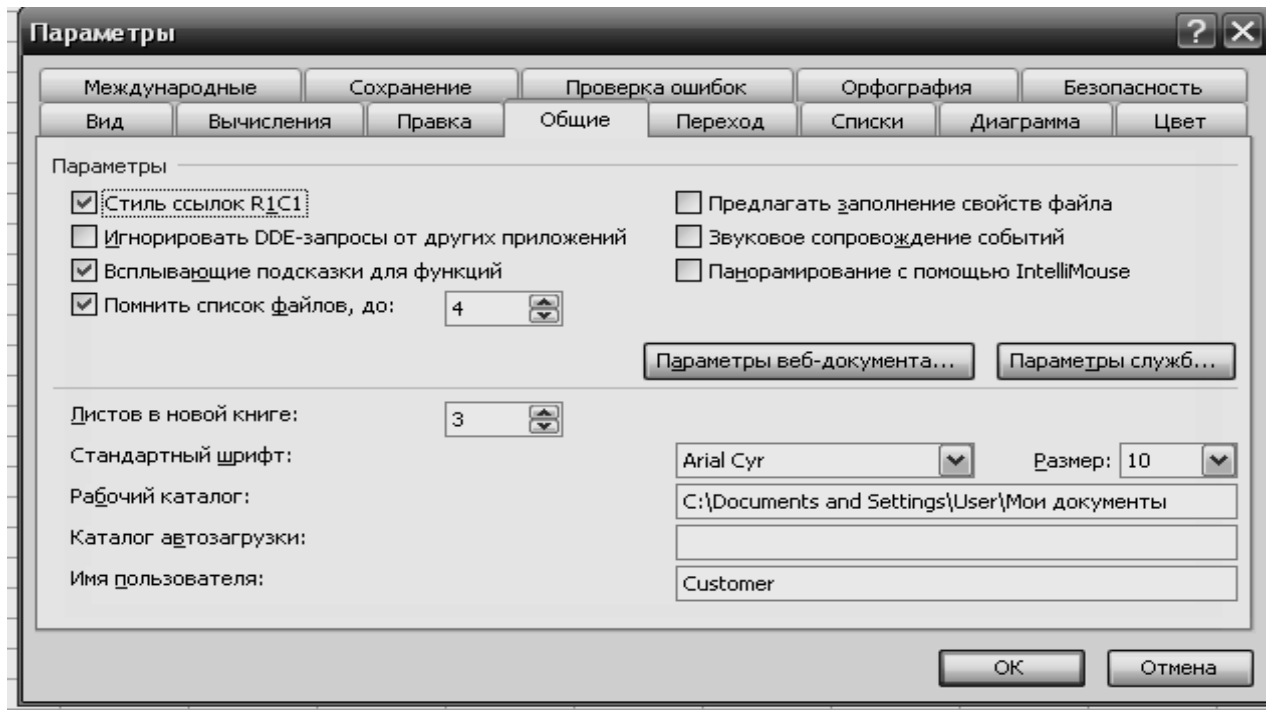 Параметры
Международные Сохранение Проверка ошибок Орфография Безопасность
Вид Вычисления Правка Общие Переход Списки Диаграмма Цвет
Параметры
Стиль ссылок R1C1 Предлагать заполнение свойств файла
Игнорировать DDE-запросы от других приложений Звуковое сопровождение событий
Всплывающие подсказки для функций Панорамирование с помощью IntelliMouse
Помнить список файлов, до: 4
Параметры веб-документа... Параметры служб...
Листов в новой книге: 3
Стандартный шрифт: Arial Cyr Размер: 10
Рабочий каталог: C:\Documents and Settings\User\Мои документы
Каталог автозагрузки:
Имя пользователя: Customer
ОК Отмена